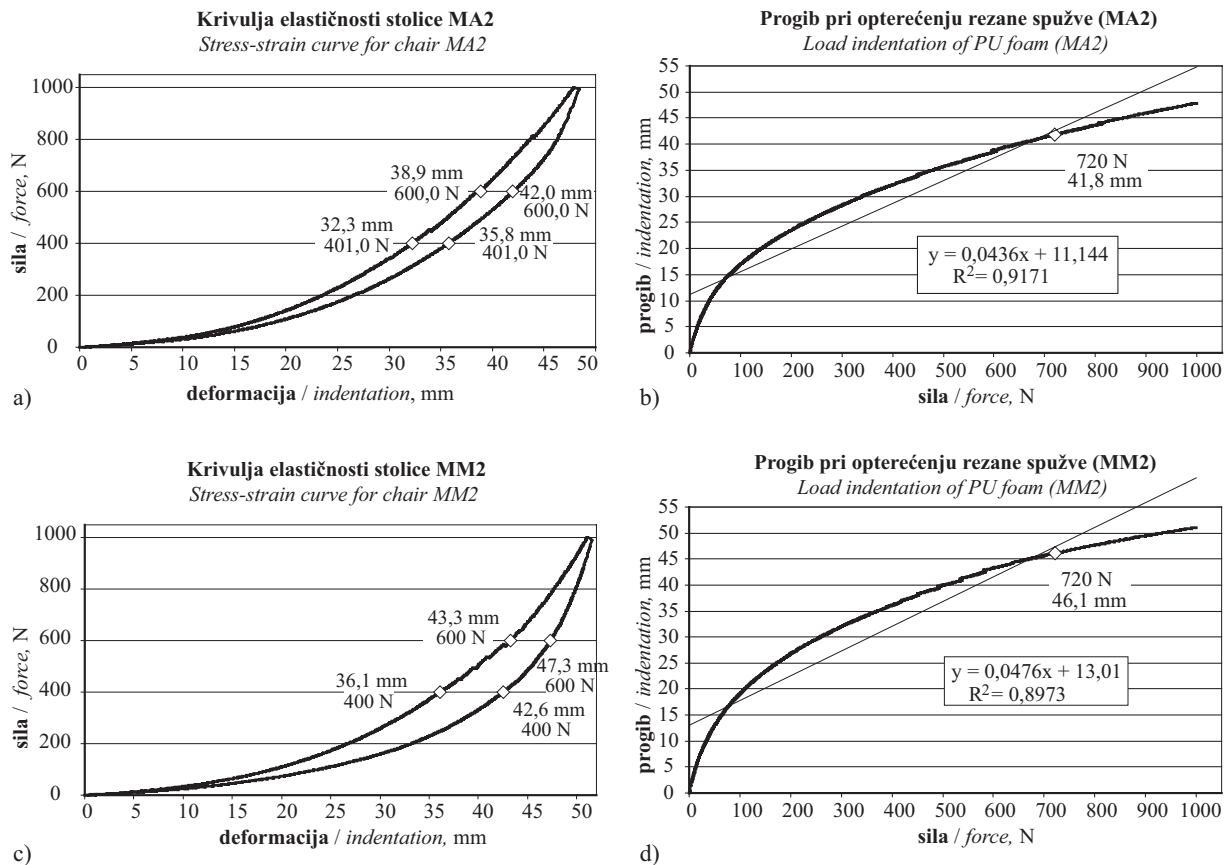 Krivulja elastičnosti stolice MA2
Stress-strain curve for chair MA2
sila / force, N
1000
800
600
400
200
0
38,9 mm
600,0 N
42,0 mm
600,0 N
32,3 mm
401,0 N
35,8 mm
401,0 N
0 5 10 15 20 25 30 35 40 45 50
deformacija / indentation, mm
a)
Progib pri opterećenju rezane spužve (MA2)
Load indentation of PU foam (MA2)
progib / indentation, mm
55
50
45
40
35
30
25
20
15
10
5
0
720 N
41,8 mm
y = 0,0436x + 11,144
R²= 0,9171
0 100 200 300 400 500 600 700 800 900 1000
sila / force, N
b)
Krivulja elastičnosti stolice MM2
Stress-strain curve for chair MM2
sila / force, N
1000
800
600
400
200
0
43,3 mm
600 N
47,3 mm
600 N
36,1 mm
400 N
42,6 mm
400 N
0 5 10 15 20 25 30 35 40 45 50
deformacija / indentation, mm
c)
Progib pri opterećenju rezane spužve (MM2)
Load indentation of PU foam (MM2)
progib / indentation, mm
55
50
45
40
35
30
25
20
15
10
5
0
720 N
46,1 mm
y = 0,0476x + 13,01
R²= 0,8973
0 100 200 300 400 500 600 700 800 900 1000
sila / force, N
d)